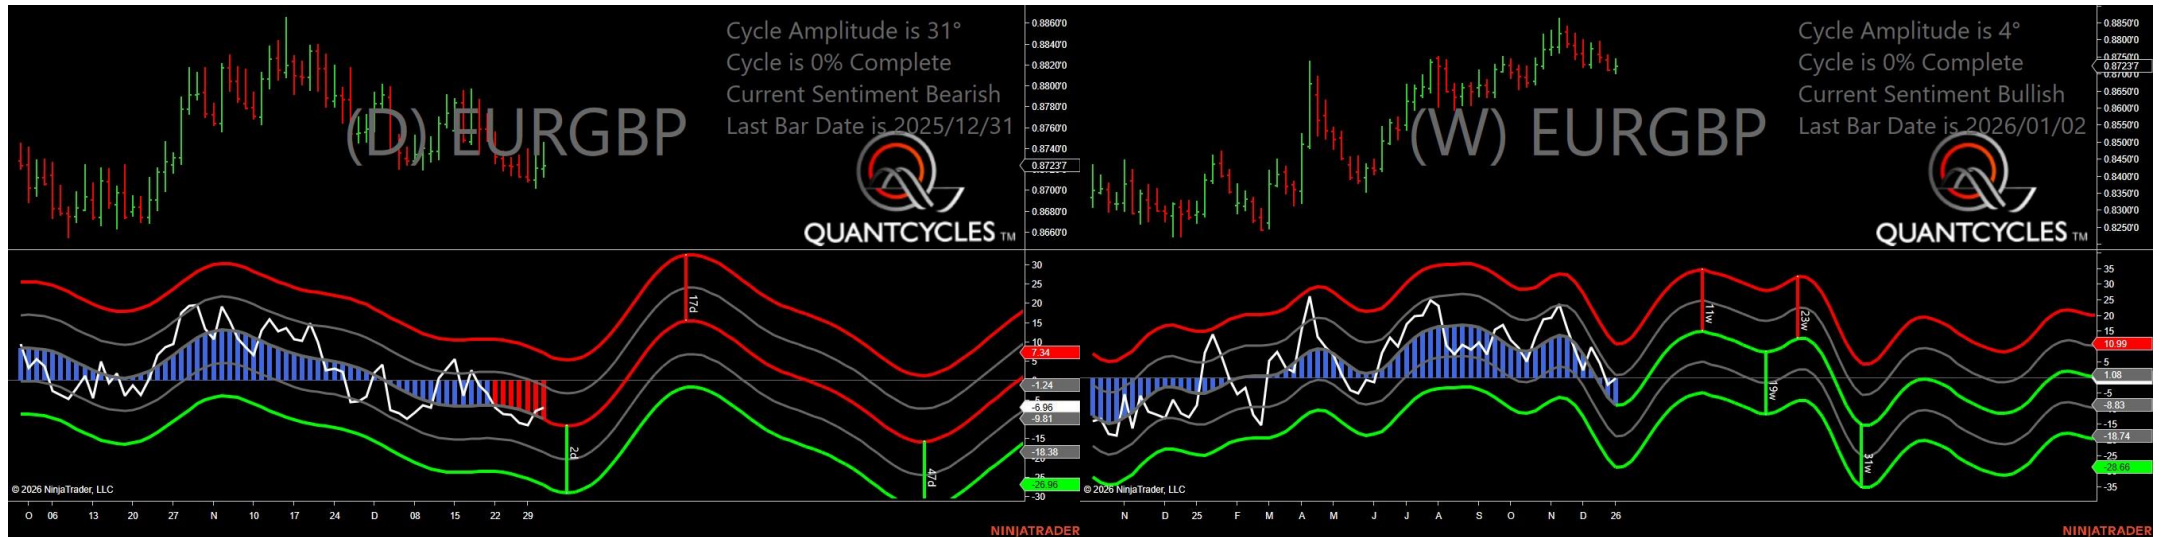 Cycle Amplitude is 31°
Cycle is 0% Complete
Current Sentiment Bearish
Last Bar Date is 2025/12/31
(D) EURGBP
QUANTCYCLES TM
0.8860'0
0.8840'0
0.8820'0
0.8800'0
0.8780'0
0.8760'0
0.8740'0
0.8723'7
0.8700'0
0.8680'0
0.8660'0
17d
2d
47d
30
25
20
15
10
7.34
-1.24
-6.96
-9.81
-15
-18.38
-26.96
-30
© 2026 NinjaTrader, LLC
O 06 13 20 27 N 10 17 24 D 08 15 22 29
NINJATRADER
Cycle Amplitude is 4°
Cycle is 0% Complete
Current Sentiment Bullish
Last Bar Date is 2026/01/02
(W) EURGBP
QUANTCYCLES TM
0.8850'0
0.8800'0
0.8750'0
0.8723'7
0.8700'0
0.8650'0
0.8600'0
0.8550'0
0.8500'0
0.8450'0
0.8400'0
0.8350'0
0.8300'0
0.8250'0
11w
23w
19w
31w
35
30
25
20
15
10.99
5
1.08
-5
-8.83
-15
-18.74
-25
-28.66
-35
© 2026 NinjaTrader, LLC
N D 25 F M A M J J A S O N D 26
NINJATRADER